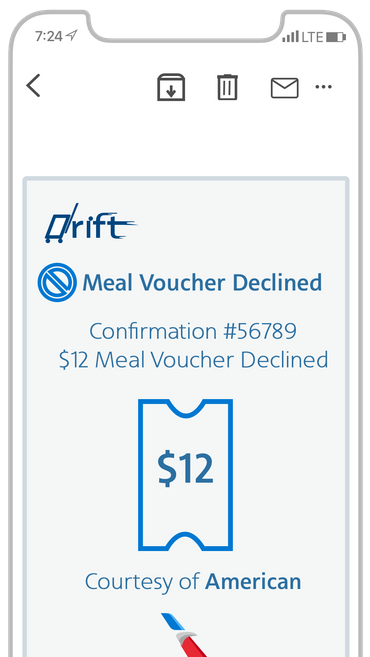 7:24 LTE
Drift
Meal Voucher Declined
Confirmation #56789
$12 Meal Voucher Declined
$12
Courtesy of American